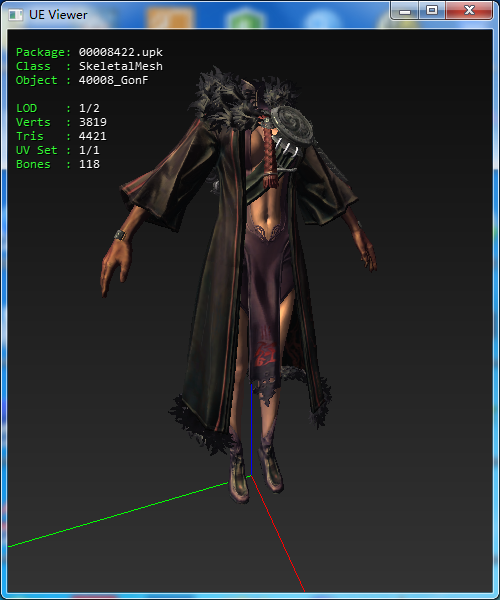 UE Viewer
Package: 00008422.upk
Class : SkeletalMesh
Object : 40008_GonF
LOD : 1/2
Verts : 3819
Tris : 4421
UV Set : 1/1
Bones : 118